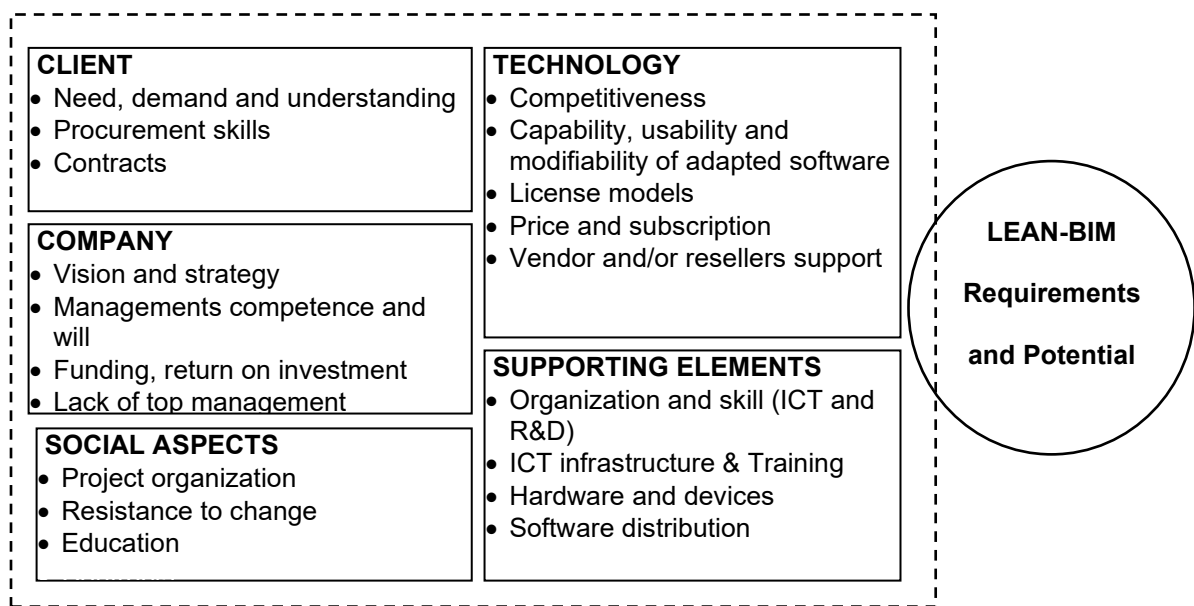 CLIENT
• Need, demand and understanding
• Procurement skills
• Contracts
COMPANY
• Vision and strategy
• Managements competence and
will
• Funding, return on investment
• Lack of top management
SOCIAL ASPECTS
• Project organization
• Resistance to change
• Education
TECHNOLOGY
• Competitiveness
• Capability, usability and
modifiability of adapted software
• License models
• Price and subscription
• Vendor and/or resellers support
SUPPORTING ELEMENTS
• Organization and skill (ICT and
R&D)
• ICT infrastructure & Training
• Hardware and devices
• Software distribution
LEAN-BIM
Requirements
and Potential